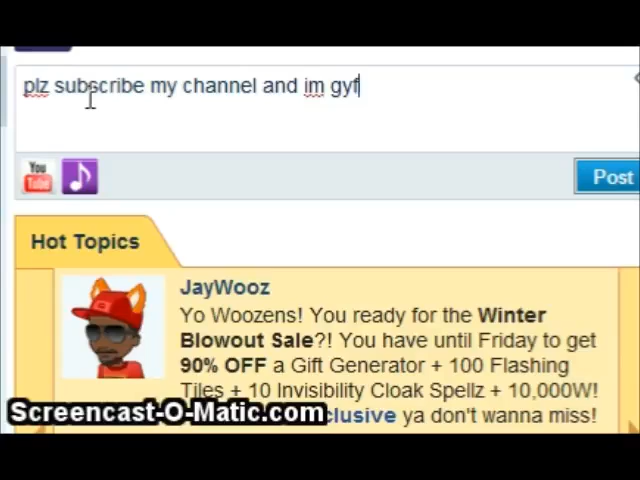 plz subscribe my channel and im gyf
You
Tube
Post
Hot Topics
JayWooz
Yo Woozens! You ready for the Winter
Blowout Sale?! You have until Friday to get
90% OFF a Gift Generator + 100 Flashing
Tiles + 10 Invisibility Cloak Spellz + 10,000W!
clusive ya don't wanna miss!
Screencast-O-Matic.com